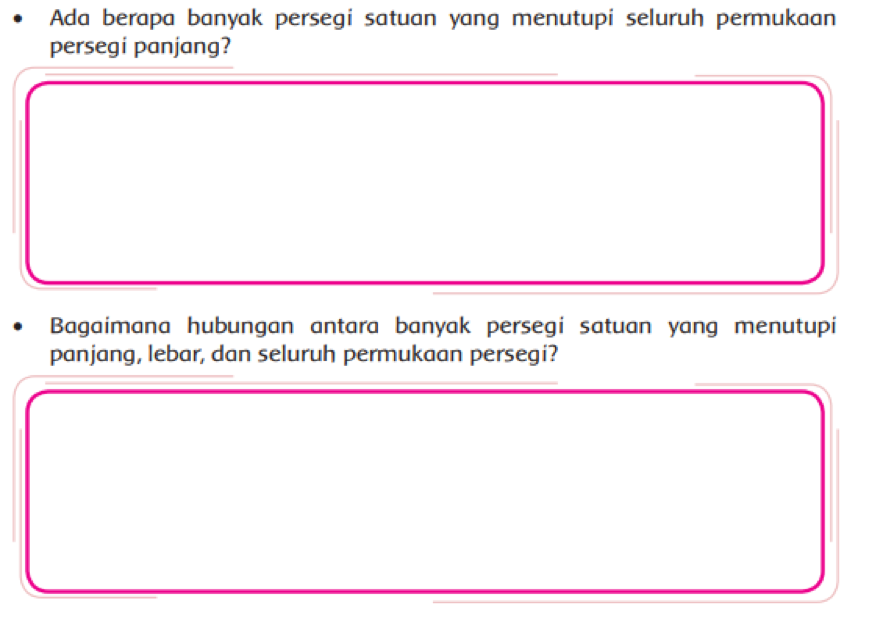 • Ada berapa banyak persegi satuan yang menutupi seluruh permukaan
persegi panjang?
• Bagaimana hubungan antara banyak persegi satuan yang menutupi
panjang, lebar, dan seluruh permukaan persegi?